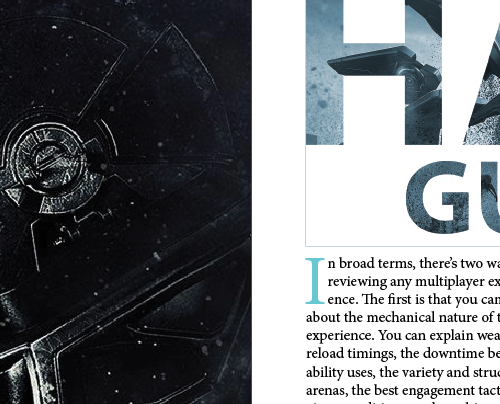 HA
GU
In broad terms, there's two wa
reviewing any multiplayer ex
ence. The first is that you can
about the mechanical nature of t
experience. You can explain wea
reload timings, the downtime be
ability uses, the variety and struc
arenas, the best engagement tact